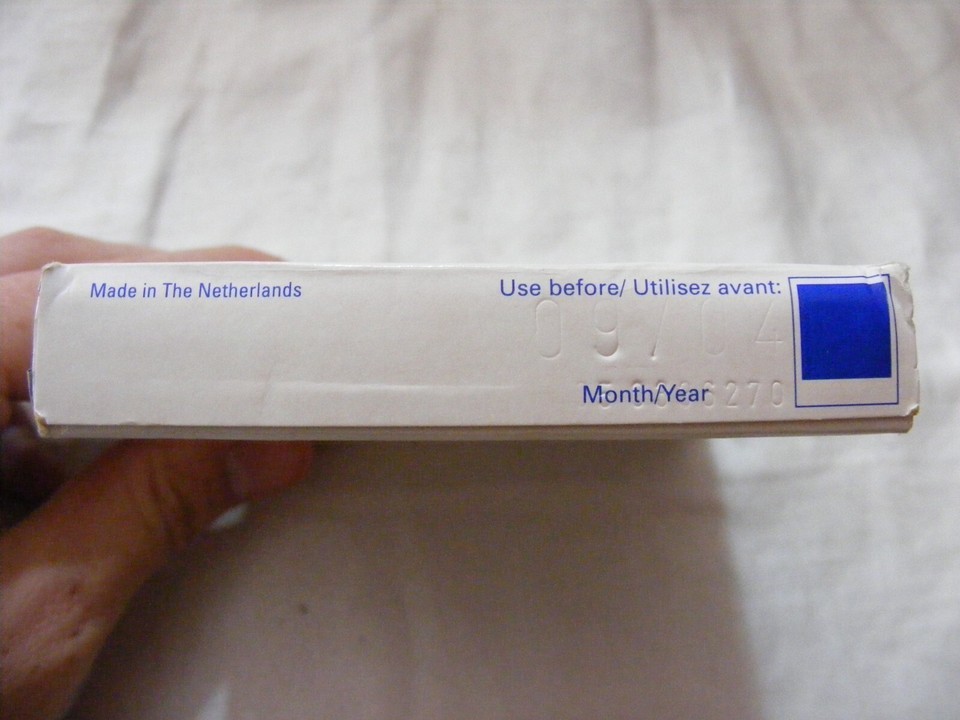 Made in The Netherlands
Use before/ Utilisez avant:
09/04
Month/Year